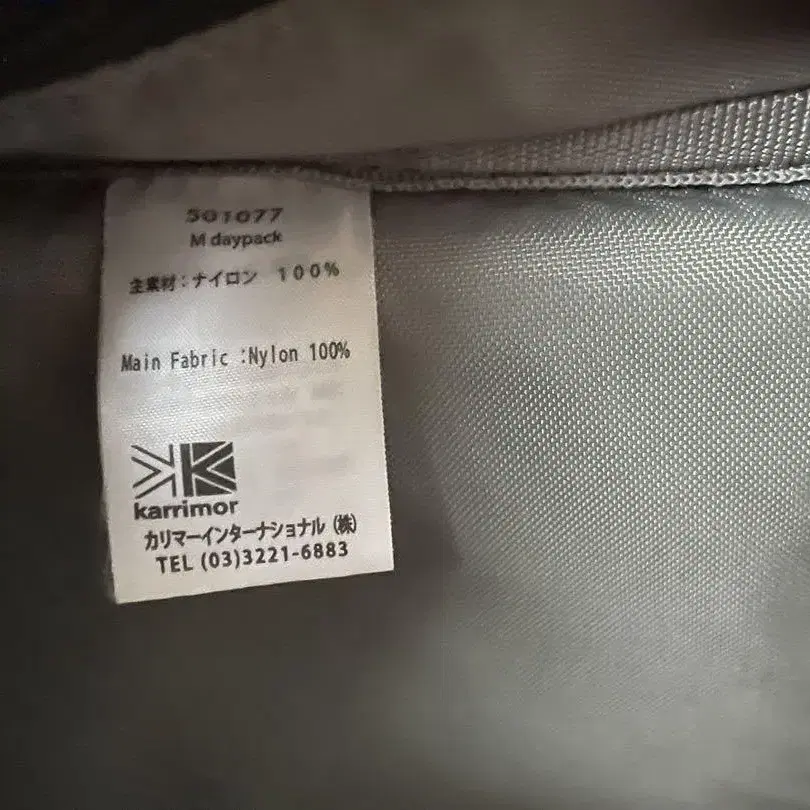 501077
M daypack
主素材：ナイロン 100%
Main Fabric :Nylon 100%
karrimor
カリマーインターナショナル（株）
TEL (03)3221-6883